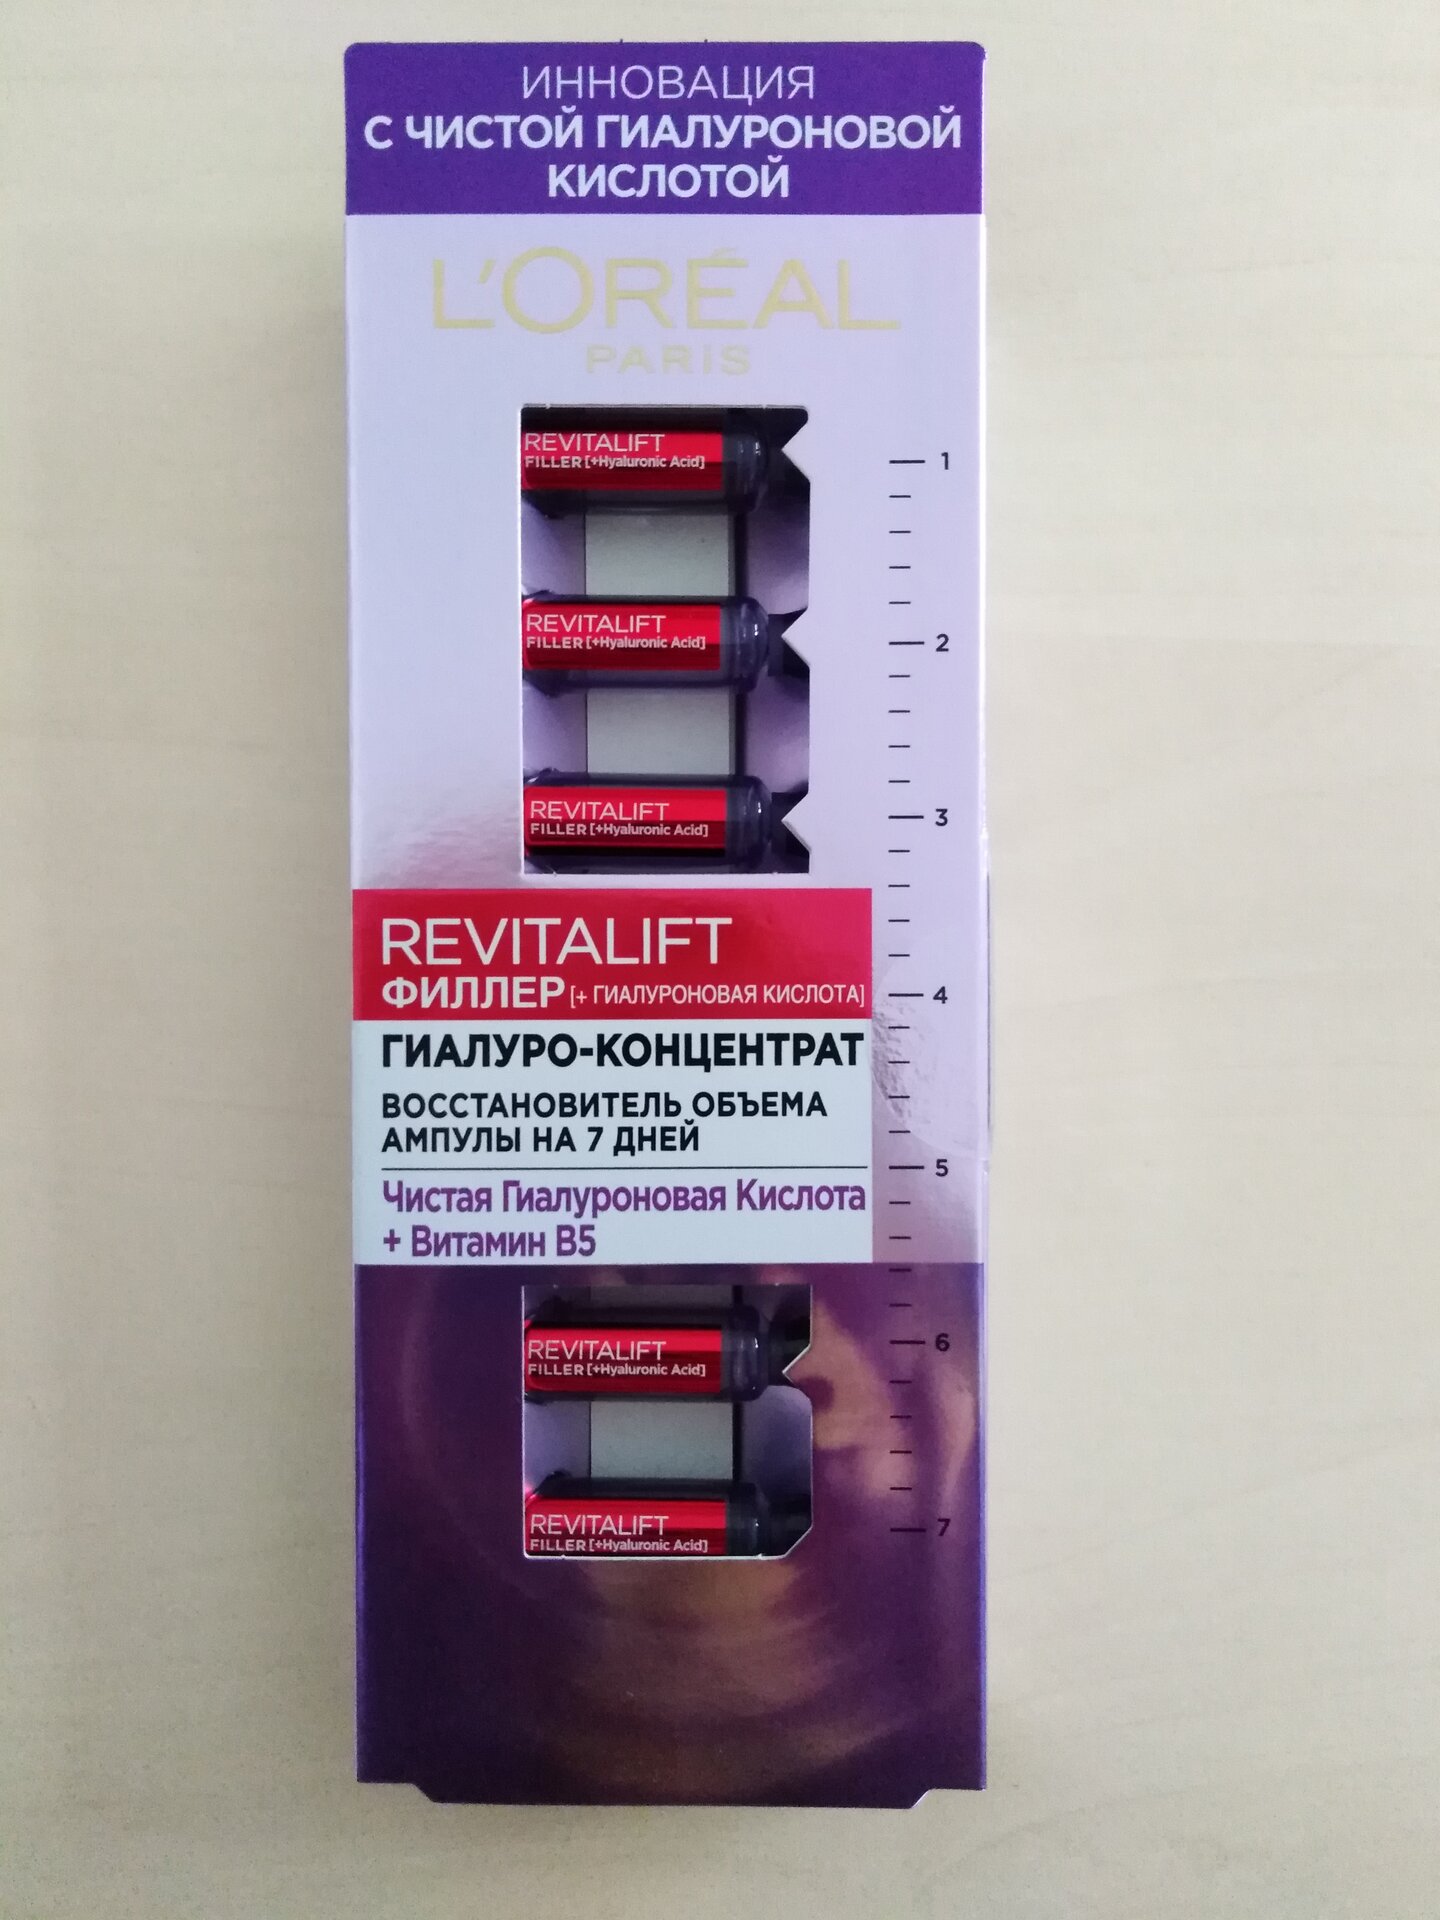 ИННОВАЦИЯ
С ЧИСТОЙ ГИАЛУРОНОВОЙ
КИСЛОТОЙ
L'ORÉAL
PARIS
REVITALIFT
FILLER [+Hyaluronic Acid]
1
REVITALIFT
FILLER [+Hyaluronic Acid]
2
REVITALIFT
FILLER [+Hyaluronic Acid]
3
REVITALIFT
ФИЛЛЕР [+ ГИАЛУРОНОВАЯ КИСЛОТА]
4
ГИАЛУРО-КОНЦЕНТРАТ
ВОССТАНОВИТЕЛЬ ОБЪЕМА
АМПУЛЫ НА 7 ДНЕЙ
5
Чистая Гиалуроновая Кислота
+ Витамин B5
REVITALIFT
FILLER [+Hyaluronic Acid]
6
REVITALIFT
FILLER [+Hyaluronic Acid]
7